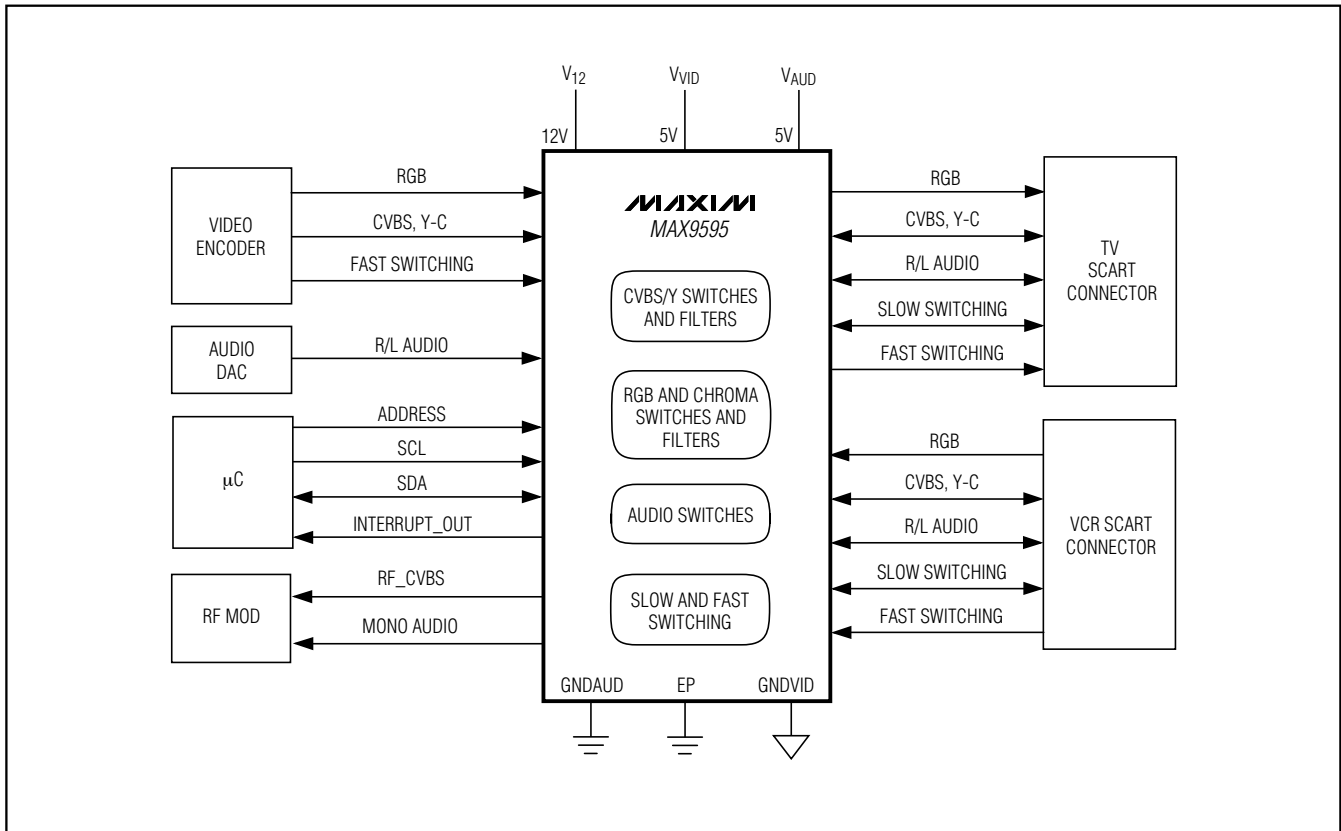 V12
VVID
VAUD
12V
5V
5V
VIDEO
ENCODER
RGB
CVBS, Y-C
FAST SWITCHING
AUDIO
DAC
R/L AUDIO
μC
ADDRESS
SCL
SDA
INTERRUPT_OUT
RF MOD
RF_CVBS
MONO AUDIO
MAXIM
MAX9595
CVBS/Y SWITCHES
AND FILTERS
RGB AND CHROMA
SWITCHES AND
FILTERS
AUDIO SWITCHES
SLOW AND FAST
SWITCHING
GNDAUD
EP
GNDVID
RGB
CVBS, Y-C
R/L AUDIO
SLOW SWITCHING
FAST SWITCHING
TV
SCART
CONNECTOR
RGB
CVBS, Y-C
R/L AUDIO
SLOW SWITCHING
FAST SWITCHING
VCR SCART
CONNECTOR